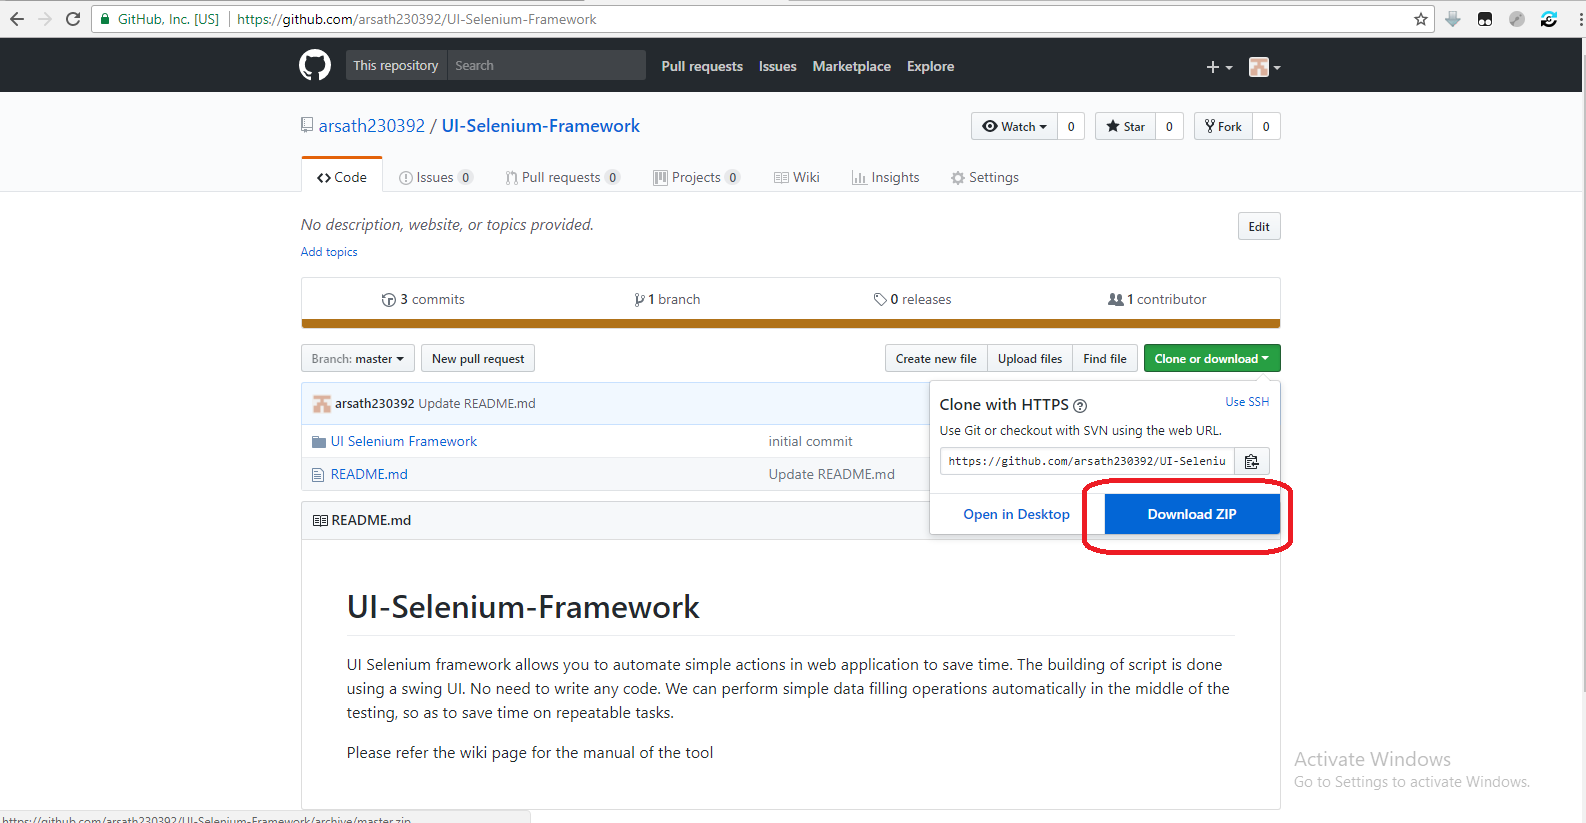 GitHub, Inc. [US] https://github.com/arsath230392/UI-Selenium-Framework
This repository Search Pull requests Issues Marketplace Explore
arsath230392 / UI-Selenium-Framework Watch 0 Star 0 Fork 0
Code Issues 0 Pull requests 0 Projects 0 Wiki Insights Settings
No description, website, or topics provided. Edit
Add topics
3 commits 1 branch 0 releases 1 contributor
Branch: master New pull request Create new file Upload files Find file Clone or download
arsath230392 Update README.md
UI Selenium Framework initial commit
README.md Update README.md
Clone with HTTPS Use SSH
Use Git or checkout with SVN using the web URL.
https://github.com/arsath230392/UI-Seleniu
Open in Desktop Download ZIP
README.md
UI-Selenium-Framework
UI Selenium framework allows you to automate simple actions in web application to save time. The building of script is done
using a swing UI. No need to write any code. We can perform simple data filling operations automatically in the middle of the
testing, so as to save time on repeatable tasks.
Please refer the wiki page for the manual of the tool
Activate Windows
Go to Settings to activate Windows.
https://github.com/arsath230392/UI-Selenium-Framework/archive/master.zip